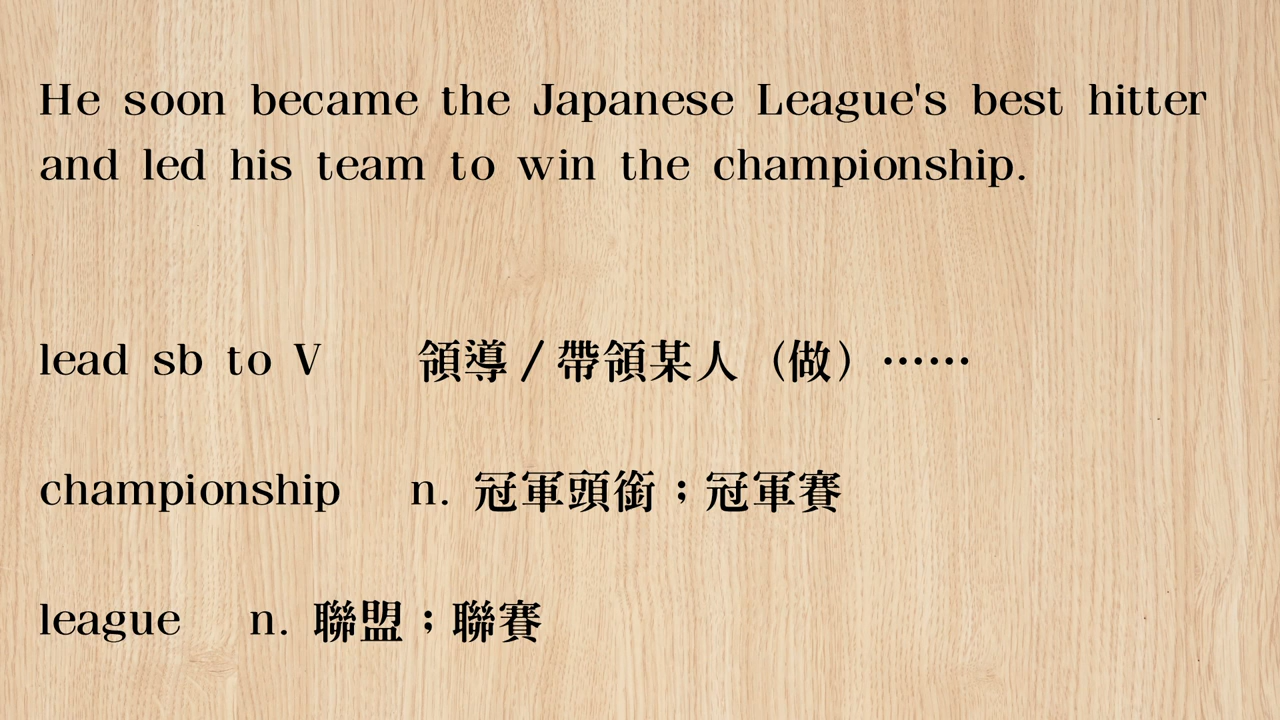 He soon became the Japanese League's best hitter
and led his team to win the championship.
lead sb to V 領導／帶領某人（做）……
championship n. 冠軍頭銜；冠軍賽
league n. 聯盟；聯賽